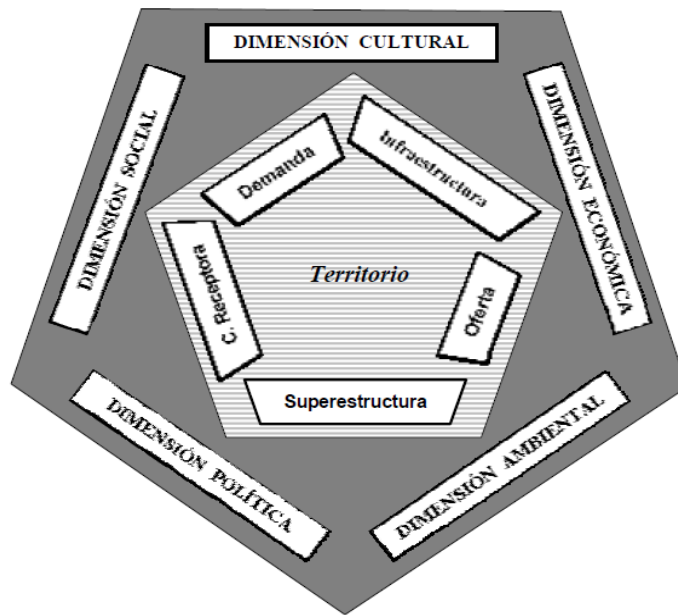 DIMENSIÓN CULTURAL
DIMENSIÓN SOCIAL
DIMENSIÓN ECONÓMICA
Demanda
Infraestructura
C. Receptora
Territorio
Oferta
Superestructura
DIMENSIÓN POLÍTICA
DIMENSIÓN AMBIENTAL